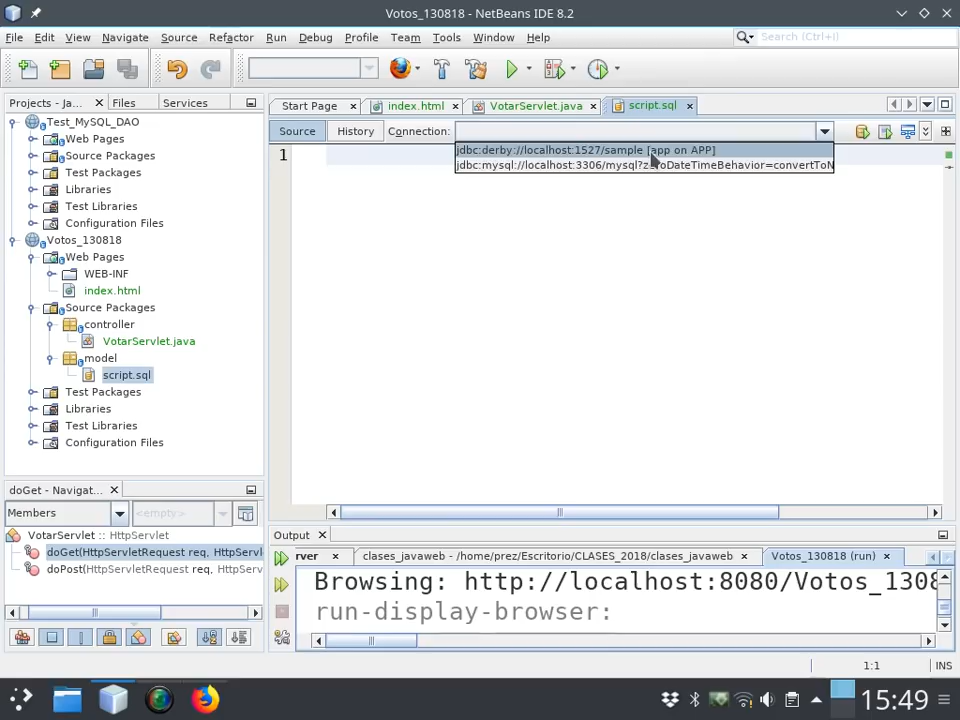 Votos_130818 - NetBeans IDE 8.2
File Edit View Navigate Source Refactor Run Debug Profile Team Tools Window Help
Search (Ctrl+I)
Projects - Ja... Files Services
Start Page index.html VotarServlet.java script.sql
Source History Connection:
jdbc:derby://localhost:1527/sample [app on APP]
jdbc:mysql://localhost:3306/mysql?zeroDateTimeBehavior=convertToN
1
Test_MySQL_DAO
Web Pages
Source Packages
Test Packages
Libraries
Test Libraries
Configuration Files
Votos_130818
Web Pages
WEB-INF
index.html
Source Packages
controller
VotarServlet.java
model
script.sql
Test Packages
Libraries
Test Libraries
Configuration Files
doGet - Navigat...
Members <empty>
VotarServlet :: HttpServlet
doGet(HttpServletRequest req, HttpServl
doPost(HttpServletRequest req, HttpServ
Output
rver clases_javaweb - /home/prez/Escritorio/CLASES_2018/clases_javaweb Votos_130818 (run)
Browsing: http://localhost:8080/Votos_1308
run-display-browser:
1:1 INS
15:49